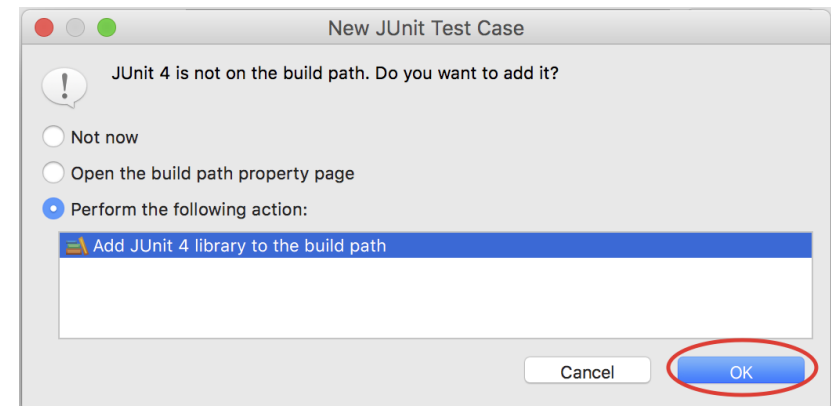 New JUnit Test Case
JUnit 4 is not on the build path. Do you want to add it?
Not now
Open the build path property page
Perform the following action:
Add JUnit 4 library to the build path
Cancel
OK